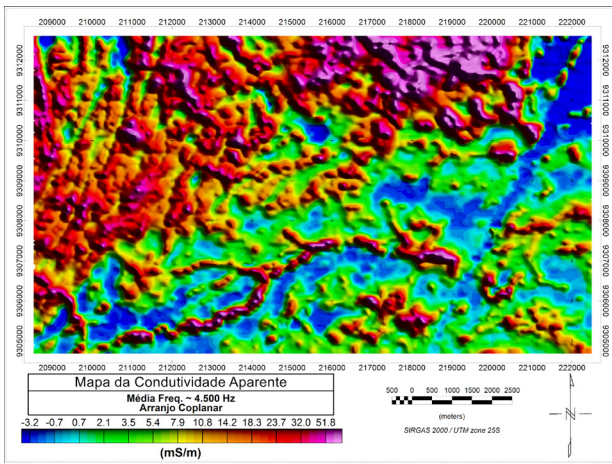 209000 210000 211000 212000 213000 214000 215000 216000 217000 218000 219000 220000 221000 222000
9312000 9312000
9311000 9311000
9310000 9310000
9309000 9309000
9308000 9308000
9307000 9307000
9306000 9306000
9305000 9305000
209000 210000 211000 212000 213000 214000 215000 216000 217000 218000 219000 220000 221000 222000
Mapa da Condutividade Aparente
Média Freq. ~ 4.500 Hz
Arranjo Coplanar
-3.2 -0.7 0.7 2.1 3.5 5.5 7.9 10.8 14.2 18.3 23.7 32.0 51.8
(mS/m)
500 0 500 1000 1500 2000 2500
(meters)
SIRGAS 2000 / UTM zone 25S
N